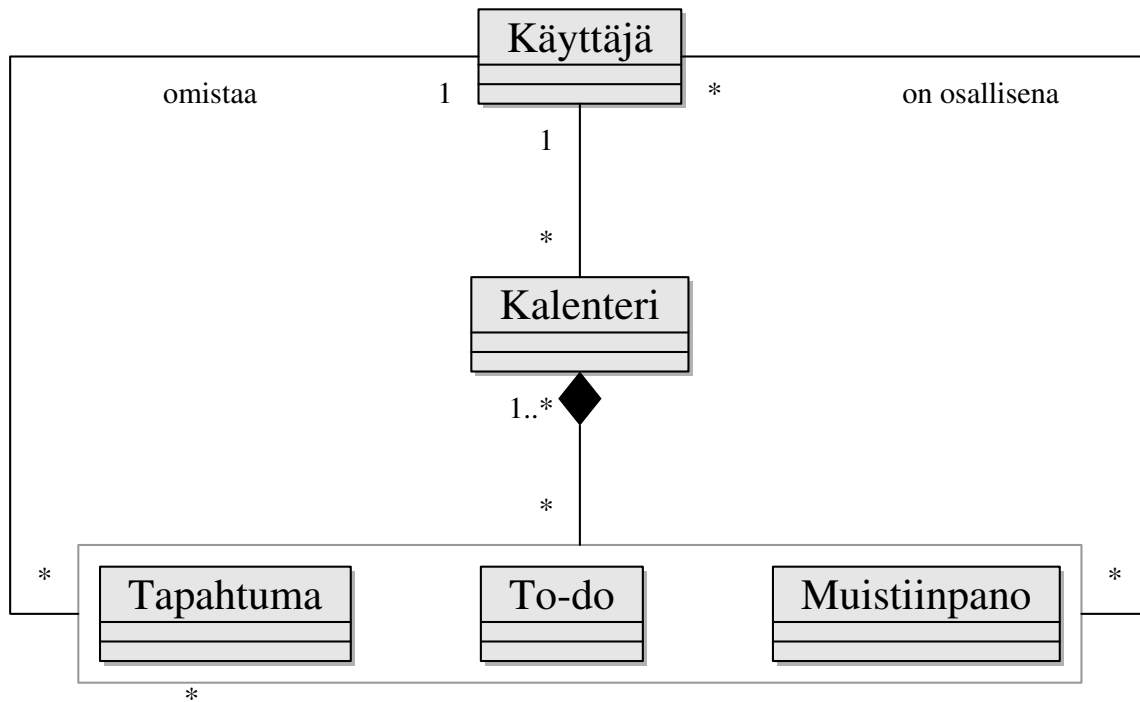 Käyttäjä
omistaa 1 * on osallisena
1
*
Kalenteri
1..*
*
* *
Tapahtuma To-do Muistiinpano
*